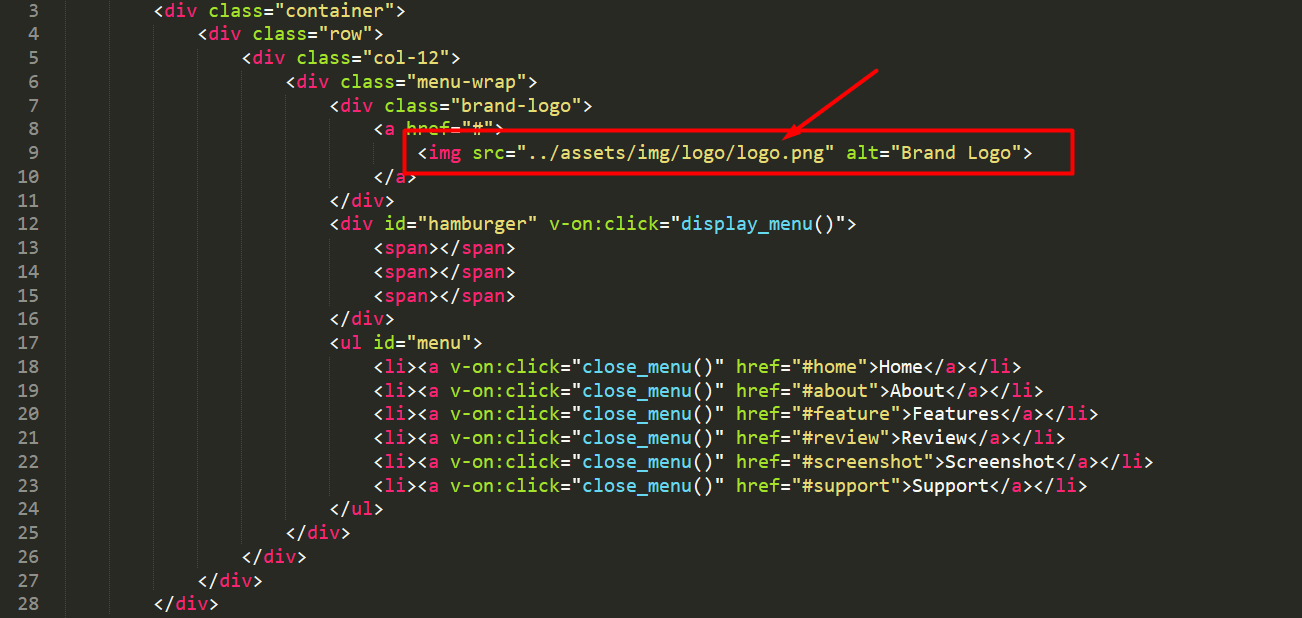 3 <div class="container">
4 <div class="row">
5 <div class="col-12">
6 <div class="menu-wrap">
7 <div class="brand-logo">
8 <a href="#">
9 <img src="../assets/img/logo/logo.png" alt="Brand Logo">
10 </a>
11 </div>
12 <div id="hamburger" v-on:click="display_menu()">
13 <span></span>
14 <span></span>
15 <span></span>
16 </div>
17 <ul id="menu">
18 <li><a v-on:click="close_menu()" href="#home">Home</a></li>
19 <li><a v-on:click="close_menu()" href="#about">About</a></li>
20 <li><a v-on:click="close_menu()" href="#feature">Features</a></li>
21 <li><a v-on:click="close_menu()" href="#review">Review</a></li>
22 <li><a v-on:click="close_menu()" href="#screenshot">Screenshot</a></li>
23 <li><a v-on:click="close_menu()" href="#support">Support</a></li>
24 </ul>
25 </div>
26 </div>
27 </div>
28 </div>